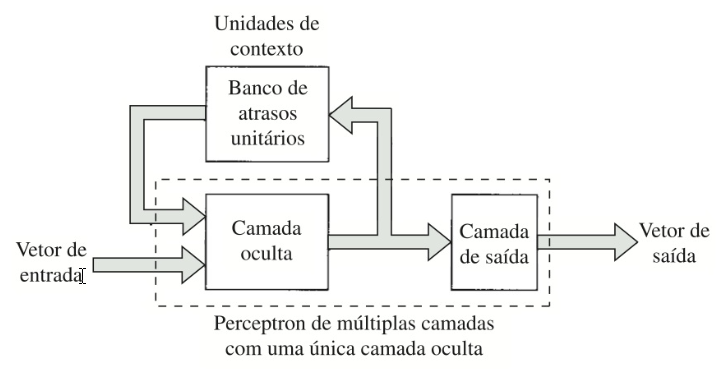 Unidades de
contexto
Banco de
atrasos
unitários
Camada
oculta
Camada
de saída
Vetor de
entrada
Vetor de
saída
Perceptron de múltiplas camadas
com uma única camada oculta